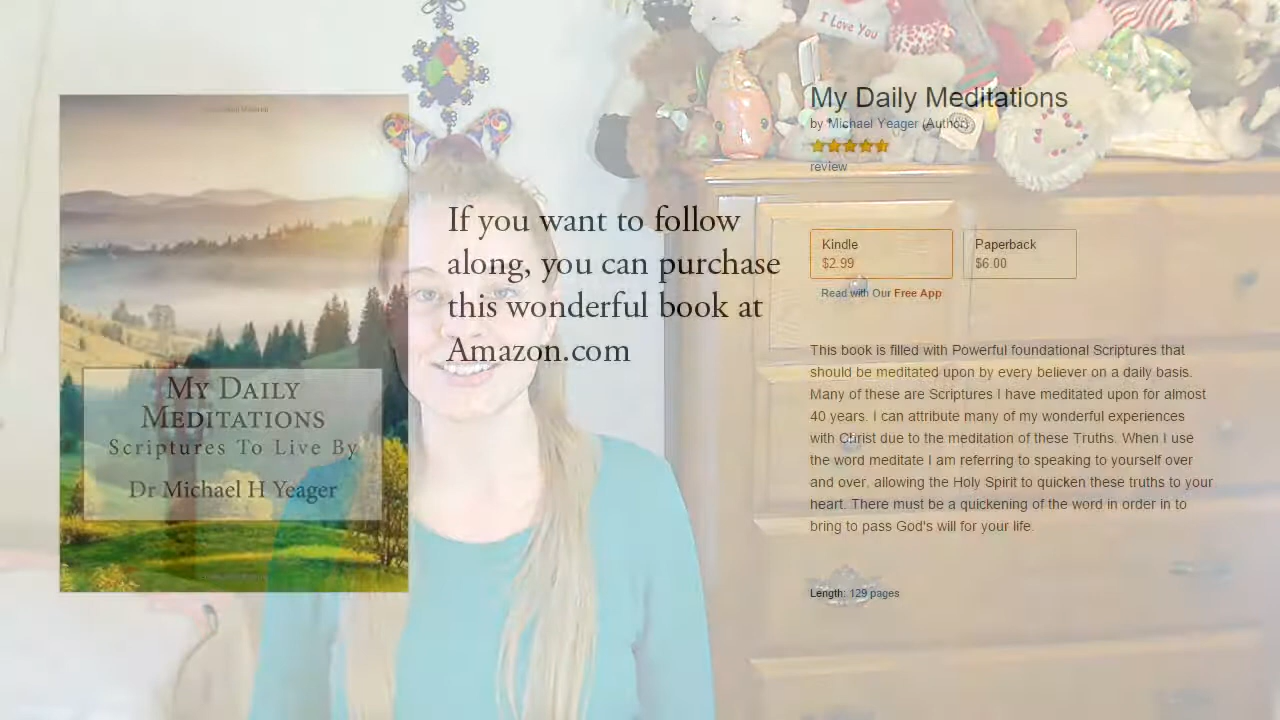 I Love You
My Daily
Meditations
Scriptures To Live By
Dr Michael H Yeager
If you want to follow
along, you can purchase
this wonderful book at
Amazon.com
My Daily Meditations
by Michael Yeager (Author)
review
Kindle
$2.99
Paperback
$6.00
Read with Our Free App
This book is filled with Powerful foundational Scriptures that
should be meditated upon by every believer on a daily basis.
Many of these are Scriptures I have meditated upon for almost
40 years. I can attribute many of my wonderful experiences
with Christ due to the meditation of these Truths. When I use
the word meditate I am referring to speaking to yourself over
and over, allowing the Holy Spirit to quicken these truths to your
heart. There must be a quickening of the word in order in to
bring to pass God's will for your life.
Length: 129 pages